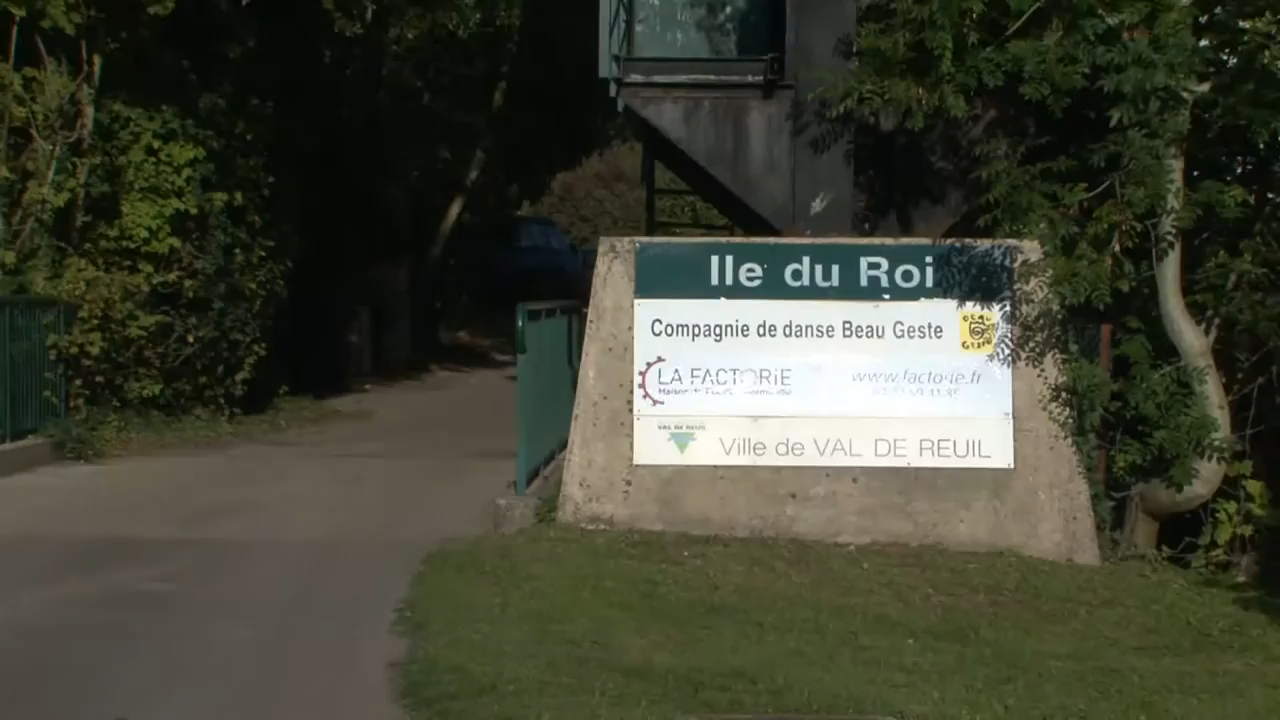 Ile du Roi
Compagnie de danse Beau Geste
LA FACTORiE
www.factorie.fi
VAL DE REUIL
Ville de VAL DE REUIL